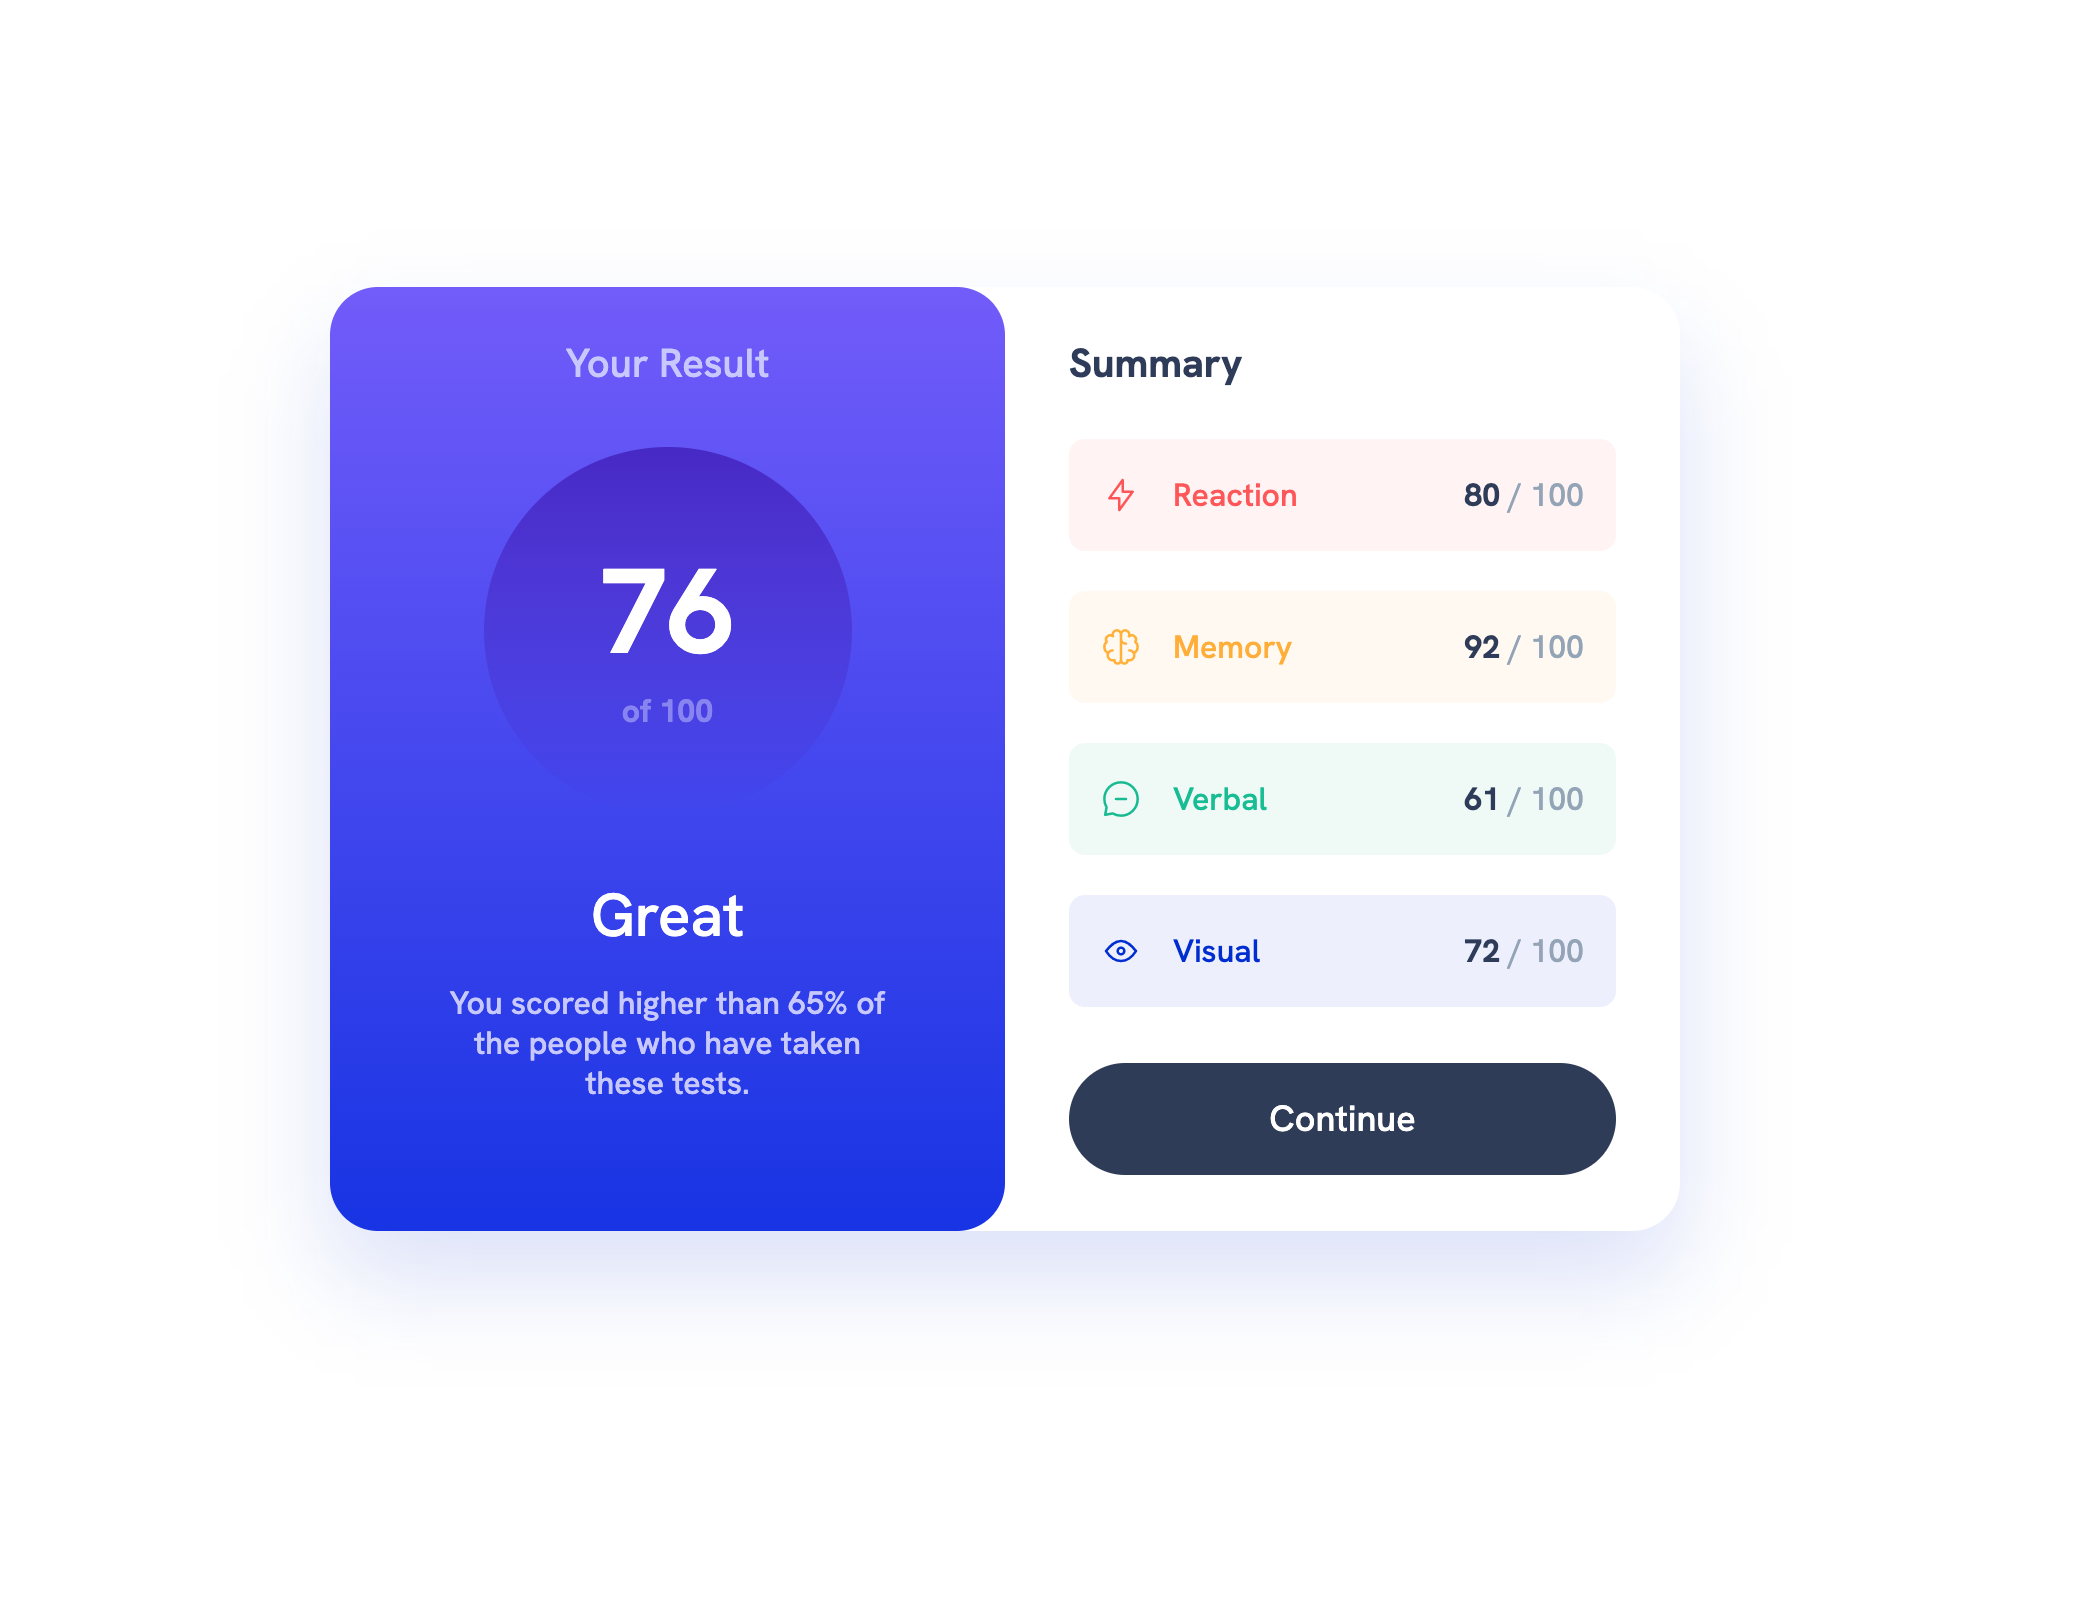 Your Result
76
of 100
Great
You scored higher than 65% of
the people who have taken
these tests.
Summary
Reaction 80 / 100
Memory 92 / 100
Verbal 61 / 100
Visual 72 / 100
Continue